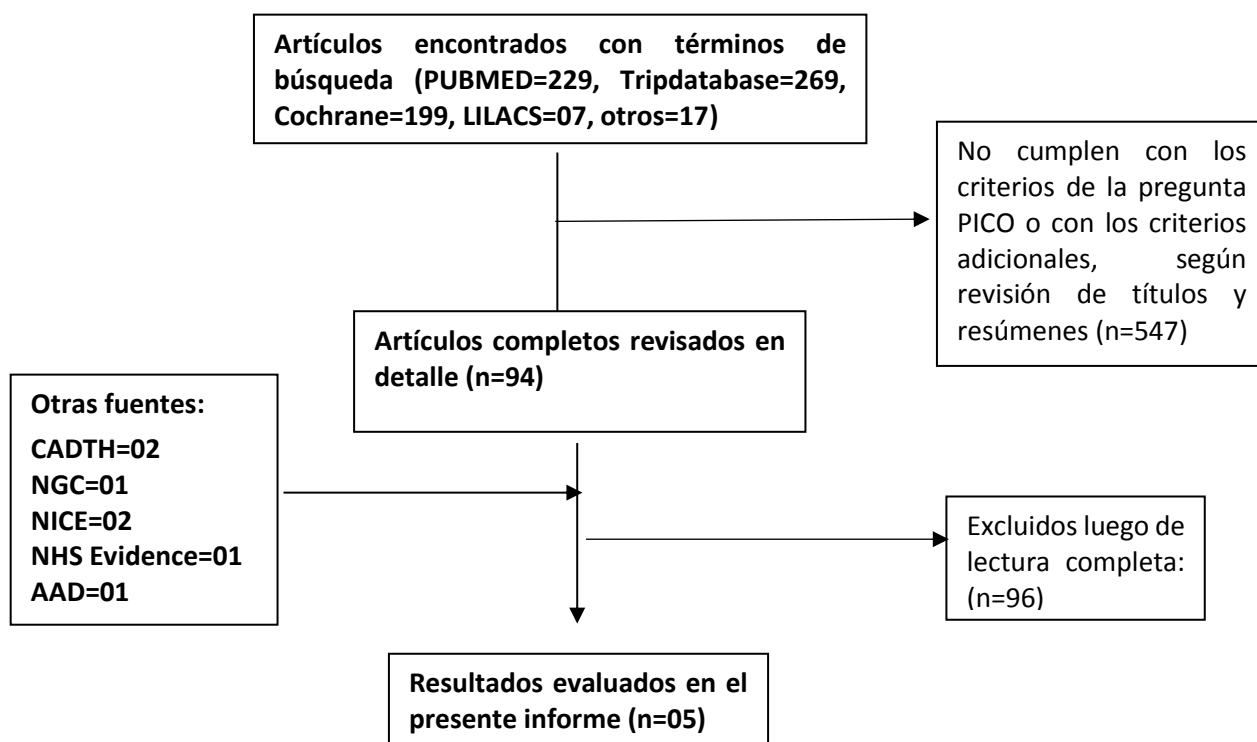 Artículos encontrados con términos de
búsqueda (PUBMED=229, Tripdatabase=269,
Cochrane=199, LILACS=07, otros=17)
No cumplen con los
criterios de la pregunta
PICO o con los criterios
adicionales, según
revisión de títulos y
resúmenes (n=547)
Artículos completos revisados en
detalle (n=94)
Otras fuentes:
CADTH=02
NGC=01
NICE=02
NHS Evidence=01
AAD=01
Excluidos luego de
lectura completa:
(n=96)
Resultados evaluados en el
presente informe (n=05)